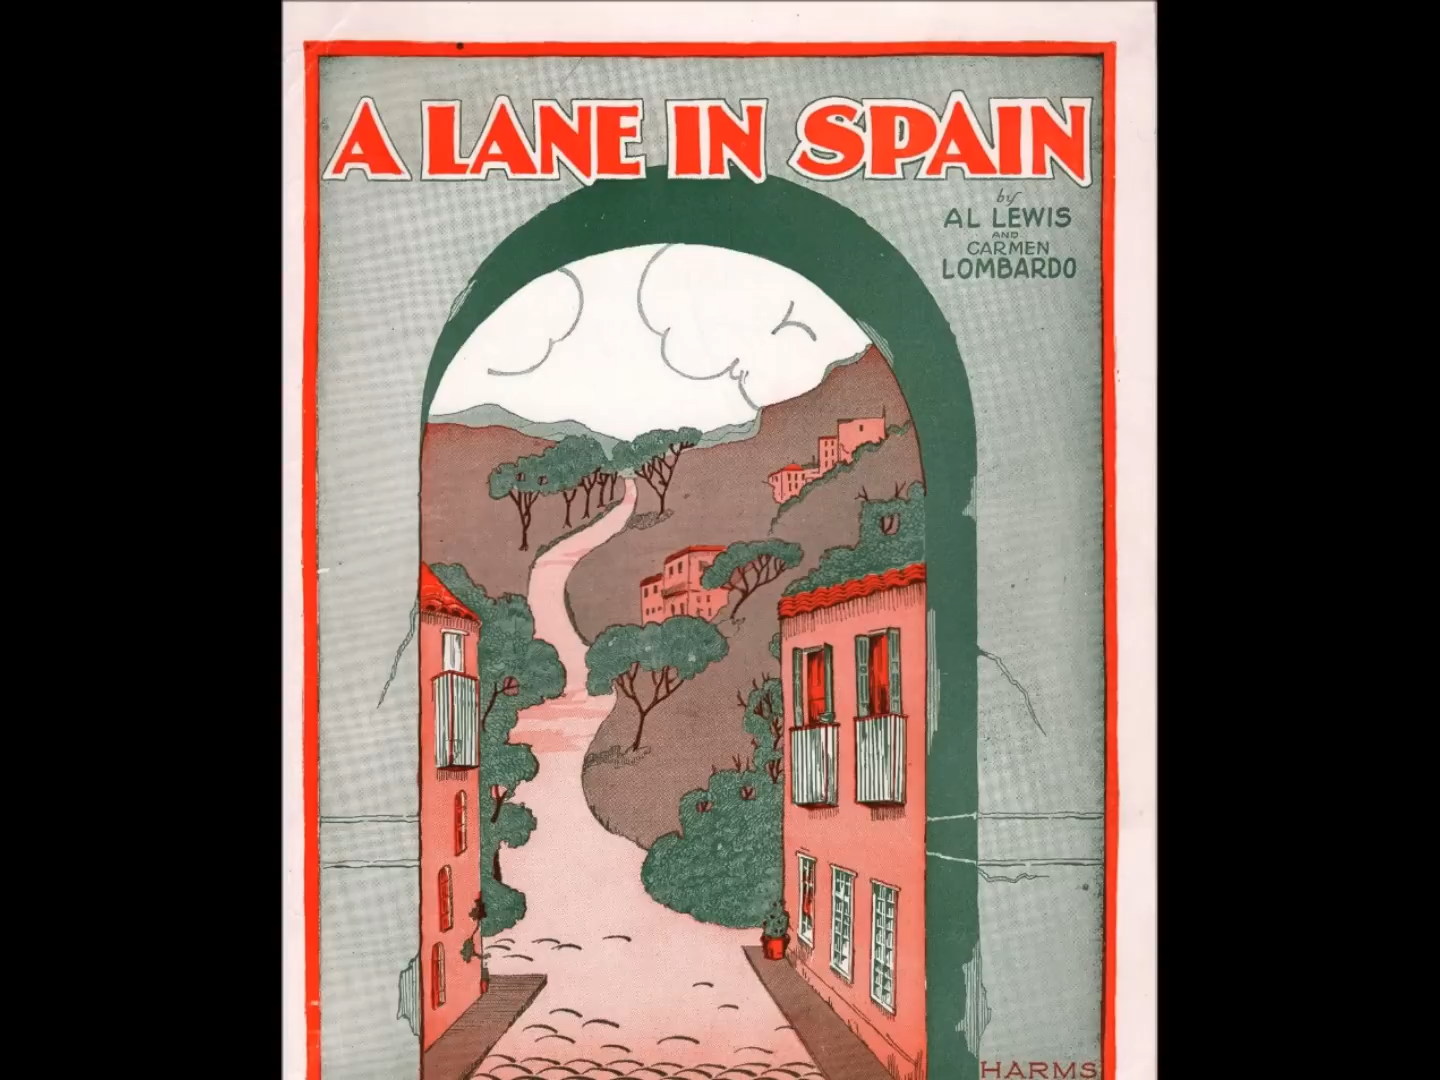 A LANE IN SPAIN
by
AL LEWIS
AND
CARMEN
LOMBARDO
HARMS